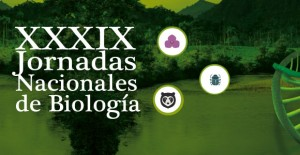 XXXIX
Jornadas
Nacionales
de Biología